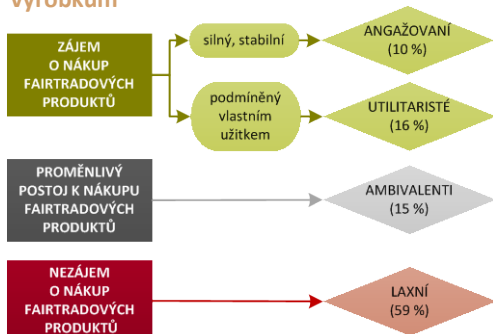 výrobkům
ZÁJEM
O NÁKUP
FAIRTRADOVÝCH
PRODUKTŮ
silný, stabilní
ANGAŽOVANÍ
(10 %)
podmíněný
vlastním
užitkem
UTILITARISTÉ
(16 %)
PROMĚNLIVÝ
POSTOJ K NÁKUPU
FAIRTRADOVÝCH
PRODUKTŮ
AMBIVALENTI
(15 %)
NEZÁJEM
O NÁKUP
FAIRTRADOVÝCH
PRODUKTŮ
LAXNÍ
(59 %)